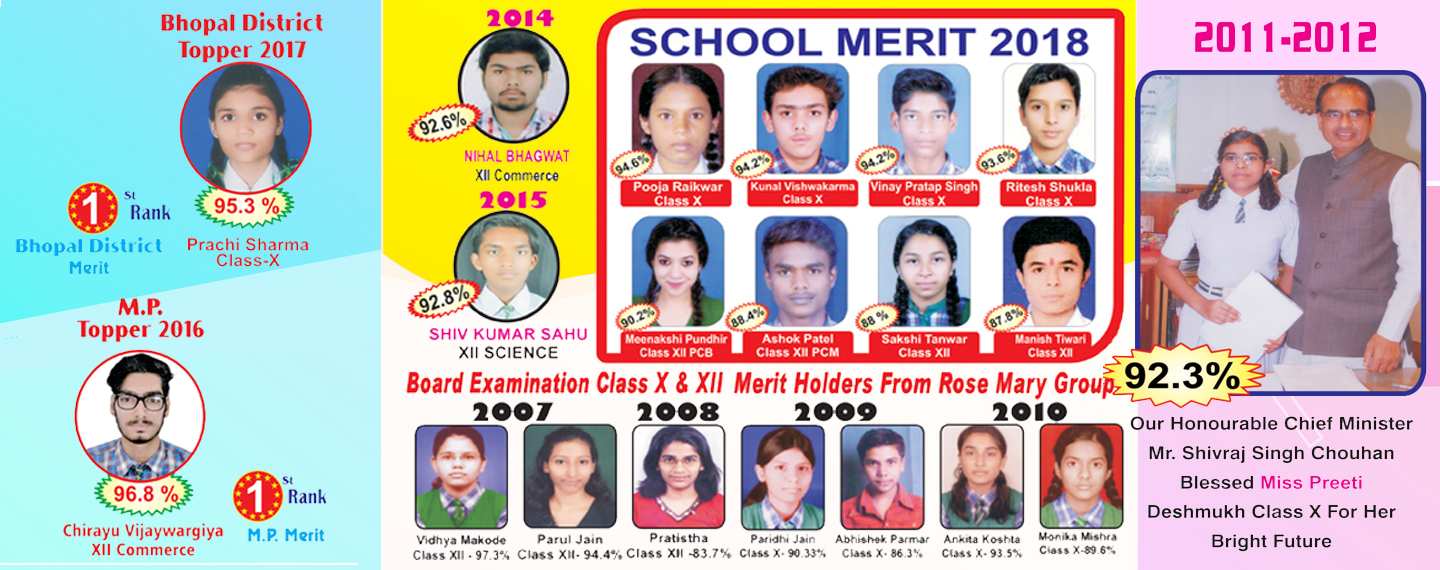 Bhopal District
Topper 2017
1 St Rank
Bhopal District
Merit
95.3 %
Prachi Sharma
Class-X
M.P.
Topper 2016
96.8 %
Chirayu Vijaywargiya
XII Commerce
1 St Rank
M.P. Merit
2014
92.6%
NIHAL BHAGWAT
XII Commerce
2015
92.8%
SHIV KUMAR SAHU
XII SCIENCE
SCHOOL MERIT 2018
94.6%
Pooja Raikwar
Class X
94.2%
Kunal Vishwakarma
Class X
94.2%
Vinay Pratap Singh
Class X
93.6%
Ritesh Shukla
Class X
90.2%
Meenakshi Pundhir
Class XII PCB
88.4%
Ashok Patel
Class XII PCM
88 %
Sakshi Tanwar
Class XII
87.8%
Manish Tiwari
Class XII
Board Examination Class X & XII Merit Holders From Rose Mary Group
2007
Vidhya Makode
Class XII - 97.3%
Parul Jain
Class XII- 94.4%
2008
Pratistha
Class XII -83.7%
2009
Paridhi Jain
Class X- 90.33%
Abhishek Parmar
Class X- 86.3%
2010
Ankita Koshta
Class X- 93.5%
Monika Mishra
Class X-89.6%
2011-2012
92.3%
Our Honourable Chief Minister
Mr. Shivraj Singh Chouhan
Blessed Miss Preeti
Deshmukh Class X For Her
Bright Future